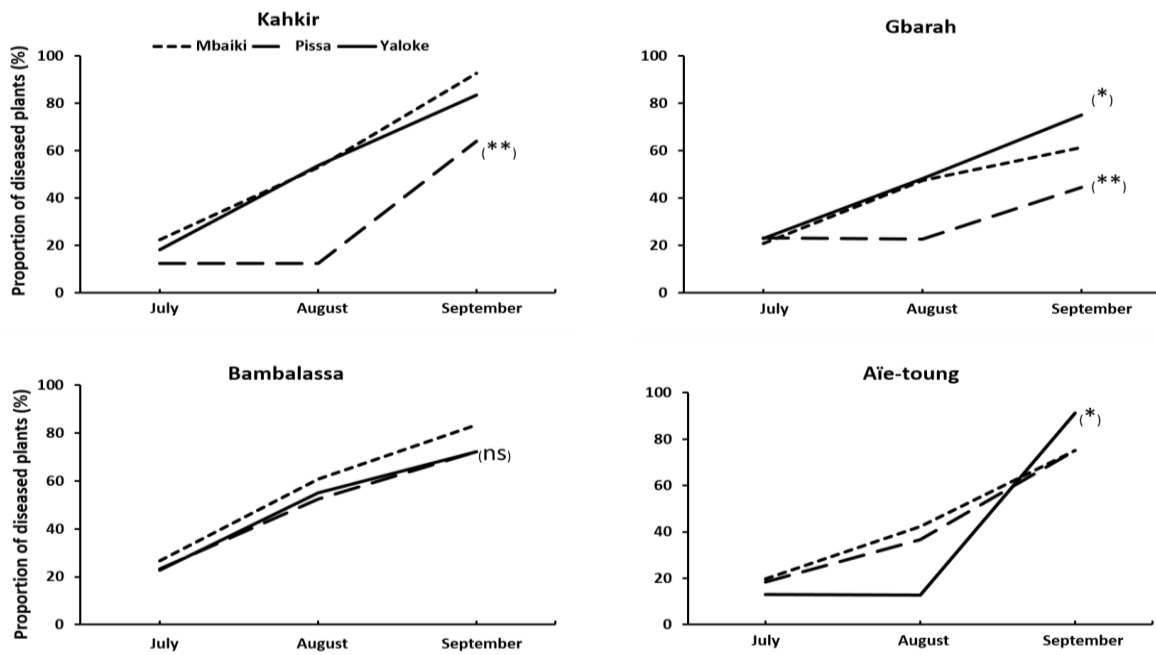 Kahkir
Mbaiki Pissa Yaloke
Proportion of diseased plants (%)
100
80
60
40
20
0
(**)
July August September
Gbarah
100
80
60
40
20
0
(*)
(**)
July August September
Bambalassa
Proportion of diseased plants (%)
100
80
60
40
20
0
(ns)
July August September
Aïe-toung
100
80
60
40
20
0
(*)
July August September